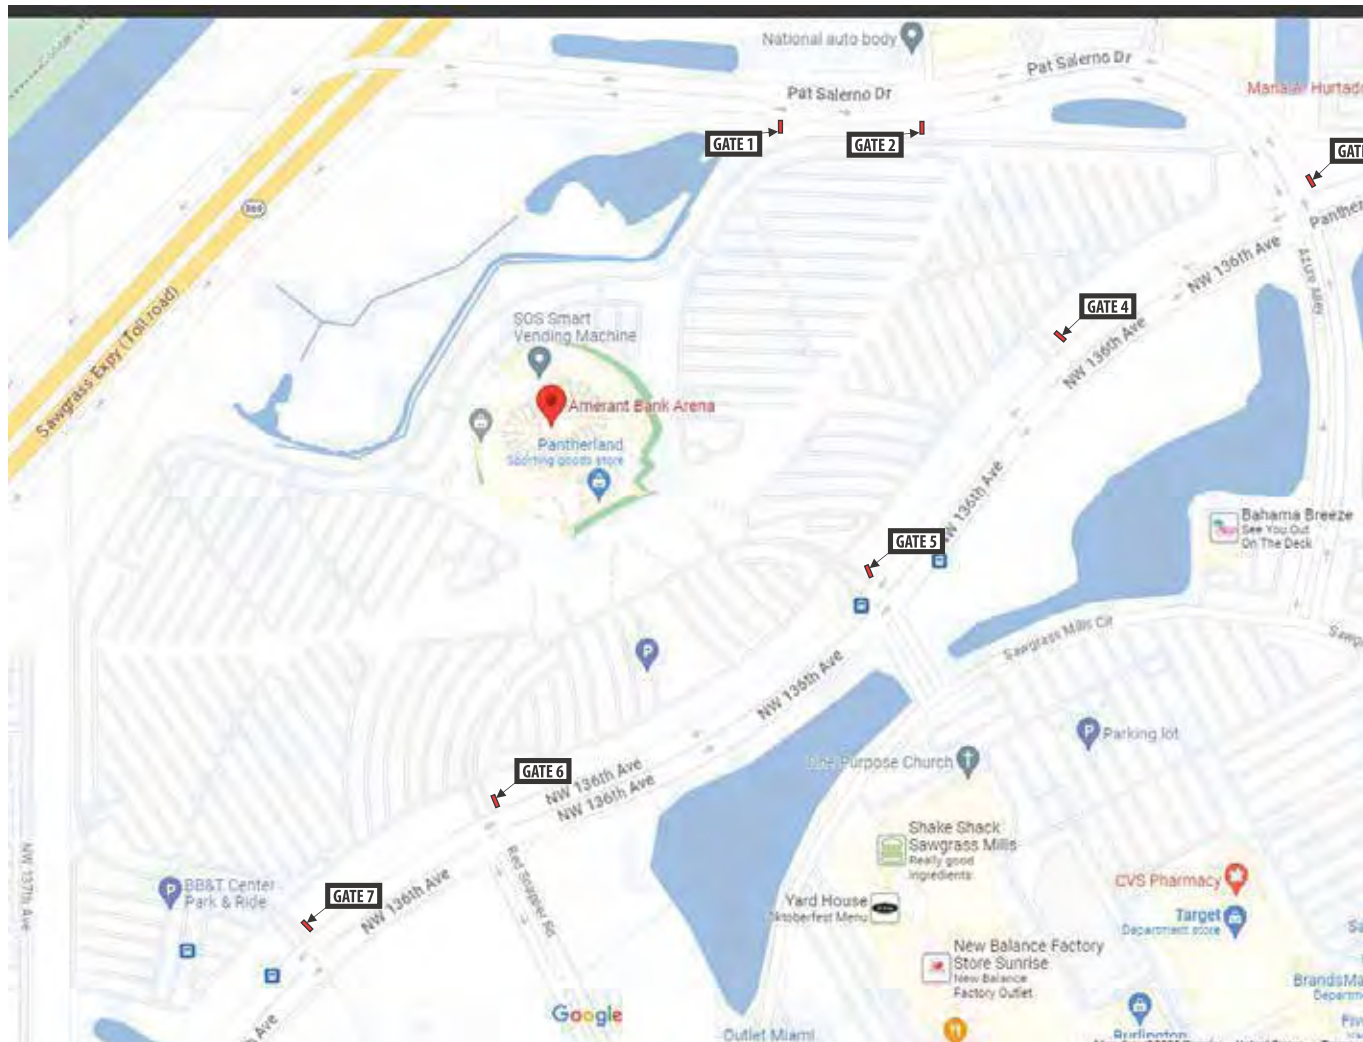 National auto body
Pat Salerno Dr
Pat Salerno Dr
GATE 1
GATE 2
GATE
GATE 4
NW 136th Ave
Azure Alley
869
Sawgrass Expy (Toll road)
SOS Smart
Vending Machine
Amerant Bank Arena
Pantherland
Sporting goods store
NW 136th Ave
NW 136th Ave
GATE 5
Bahama Breeze
See You Out
On The Deck
Sawgrass Mills Cir
P
NW 136th Ave
P Parking lot
One Purpose Church
GATE 6
NW 136th Ave
NW 136th Ave
Red Snapper Rd
Shake Shack
Sawgrass Mills
Really good
ingredients
CVS Pharmacy
Target
Department store
Yard House
Oktoberfest Menu
NW 137th Ave
P BB&T Center
Park & Ride
GATE 7
NW 136th Ave
New Balance Factory
Store Sunrise
New Balance
Factory Outlet
Google
Outlet Miami
Burlington